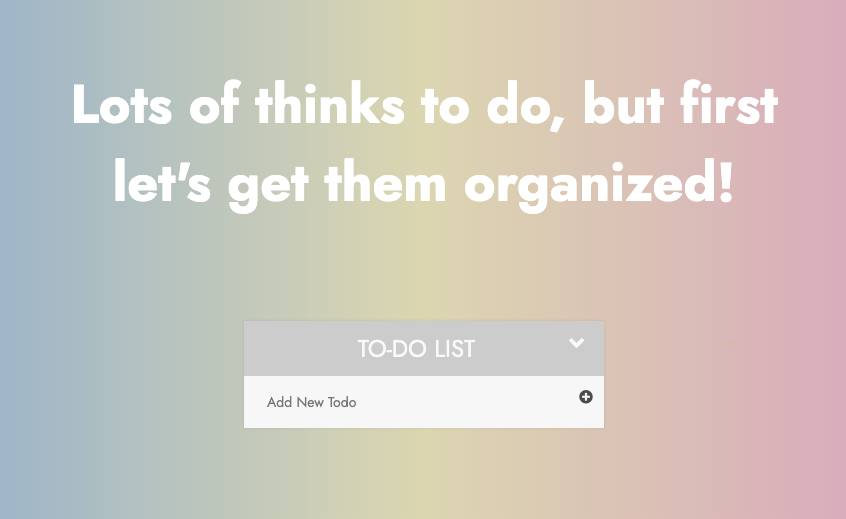 Lots of thinks to do, but first
let's get them organized!
TO-DO LIST
Add New Todo